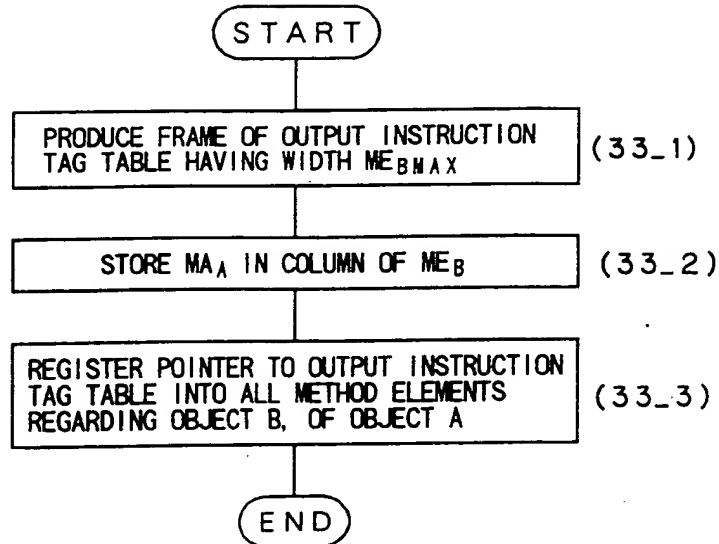 START
PRODUCE FRAME OF OUTPUT INSTRUCTION
TAG TABLE HAVING WIDTH ME_BMAX
(33_1)
STORE MA_A IN COLUMN OF ME_B
(33_2)
REGISTER POINTER TO OUTPUT INSTRUCTION
TAG TABLE INTO ALL METHOD ELEMENTS
REGARDING OBJECT B, OF OBJECT A
(33_3)
END